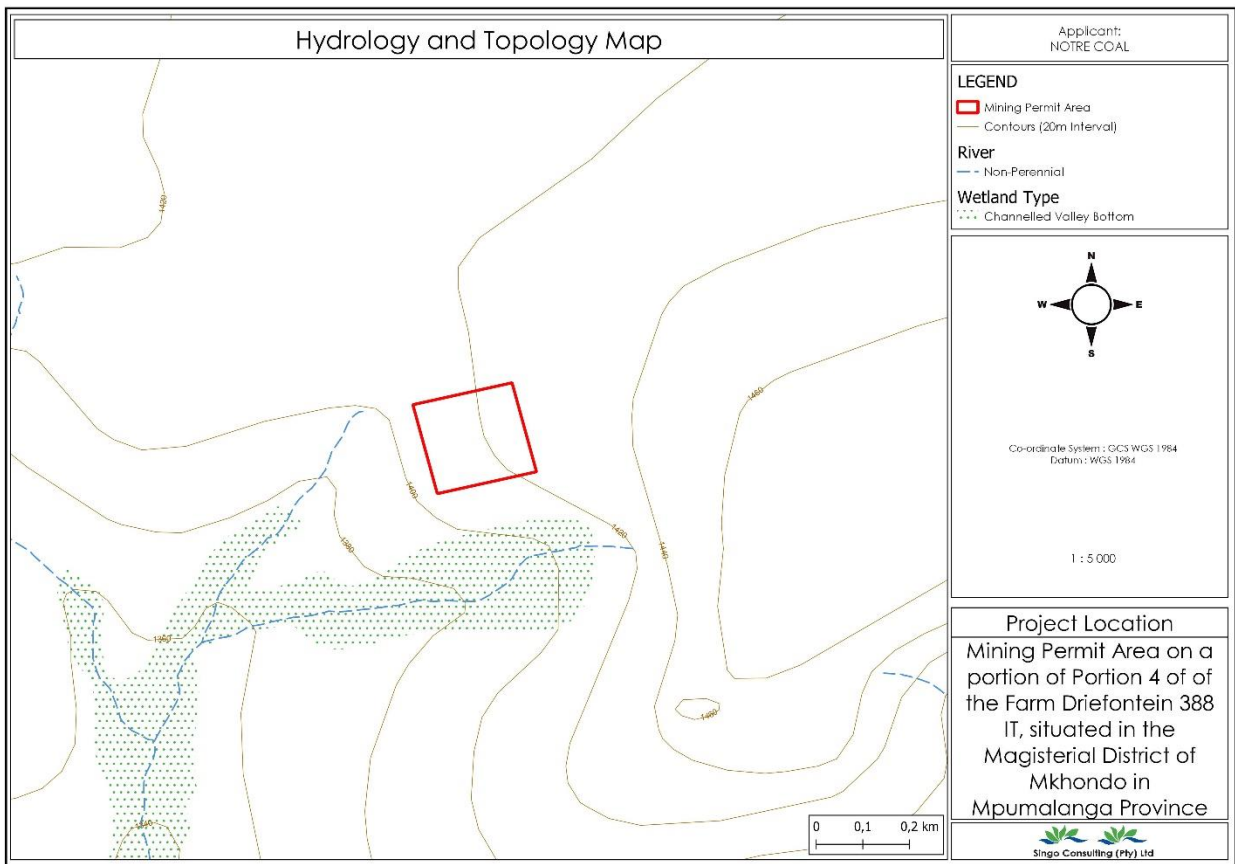 Hydrology and Topology Map
1420
1400
1380
1360
1340
1420
1440
1460
1460
0 0,1 0,2 km
Applicant:
NOTRE COAL
LEGEND
Mining Permit Area
Contours (20m Interval)
River
Non-Perennial
Wetland Type
Channelled Valley Bottom
N
W E
S
Co-ordinate System : GCS WGS 1984
Datum : WGS 1984
1 : 5 000
Project Location
Mining Permit Area on a
portion of Portion 4 of of
the Farm Driefontein 388
IT, situated in the
Magisterial District of
Mkhondo in
Mpumalanga Province
Singo Consulting (Pty) Ltd